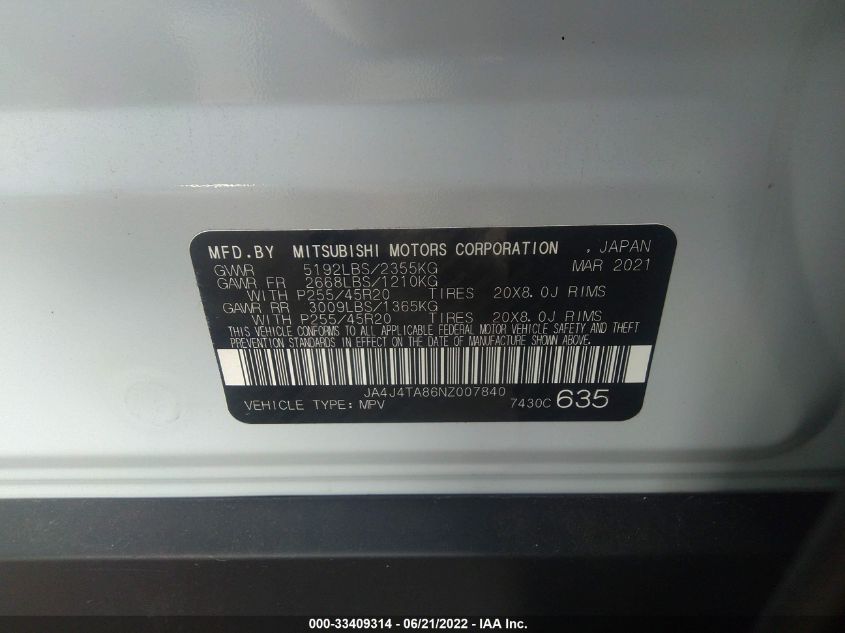 MFD.BY MITSUBISHI MOTORS CORPORATION , JAPAN
GVWR 5192LBS/2355KG MAR 2021
GAWR FR 2668LBS/1210KG
WITH P255/45R20 TIRES 20X8.0J RIMS
GAWR RR 3009LBS/1365KG
WITH P255/45R20 TIRES 20X8.0J RIMS
THIS VEHICLE CONFORMS TO ALL APPLICABLE FEDERAL MOTOR VEHICLE SAFETY AND THEFT
PREVENTION STANDARDS IN EFFECT ON THE DATE OF MANUFACTURE SHOWN ABOVE.
JA4J4TA86NZ007840
VEHICLE TYPE: MPV 7430C 635
000-33409314 - 06/21/2022 - IAA Inc.